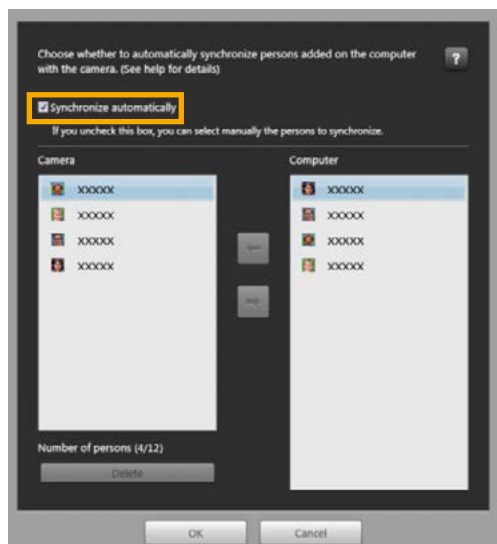 Choose whether to automatically synchronize persons added on the computer
with the camera. (See help for details)
?
Synchronize automatically
If you uncheck this box, you can select manually the persons to synchronize.
Camera
Computer
XXXXX
XXXXX
XXXXX
XXXXX
XXXXX
XXXXX
XXXXX
XXXXX
Number of persons (4/12)
Delete
OK
Cancel